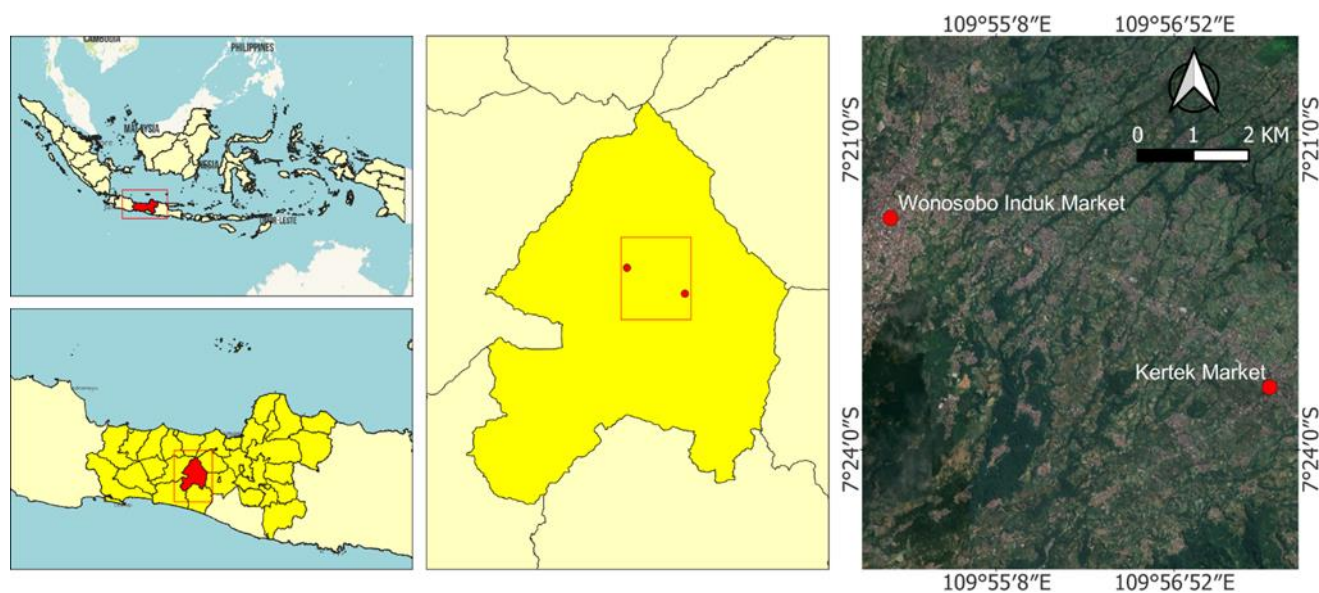 CAMBODIA
PHILIPPINES
MALAYSIA
TIMOR-LESTE
109°55′8″E
109°56′52″E
0 1 2 KM
7°21′0″S
7°21′0″S
Wonosobo Induk Market
Kertek Market
7°24′0″S
7°24′0″S
109°55′8″E
109°56′52″E